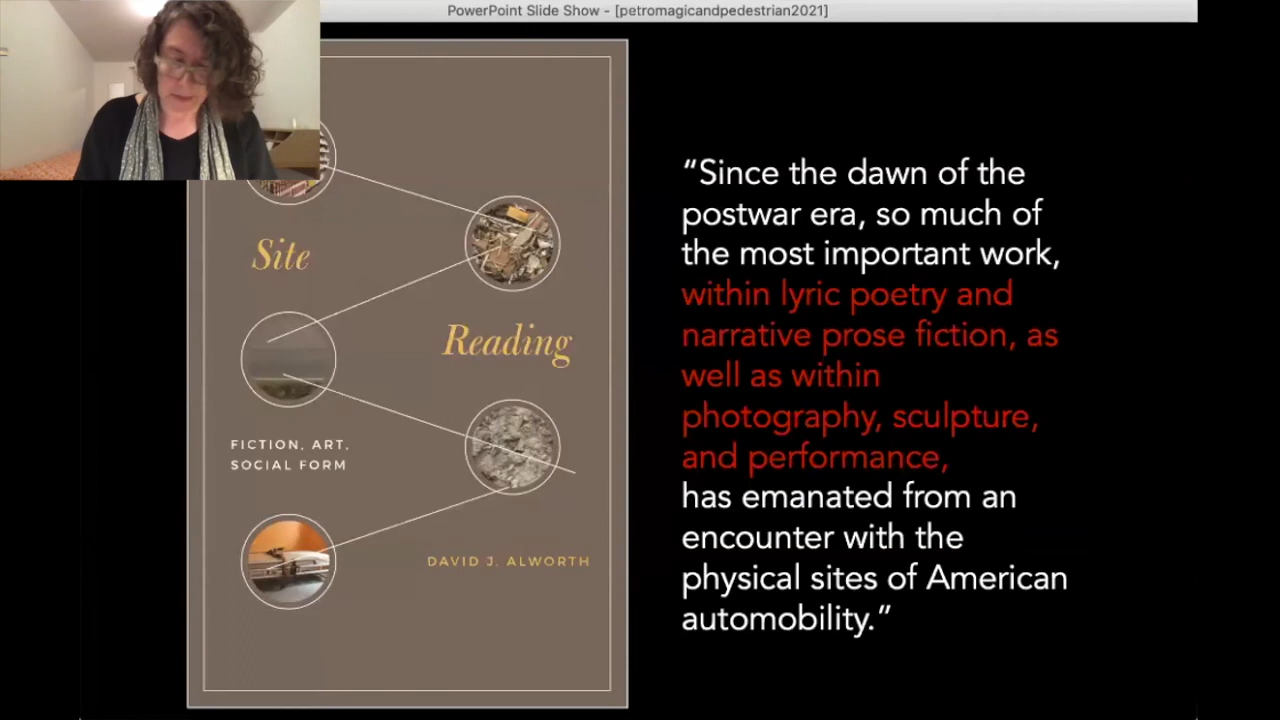 PowerPoint Slide Show - [petromagicandpedestrian2021]
Site
Reading
FICTION, ART,
SOCIAL FORM
DAVID J. ALWORTH
“Since the dawn of the
postwar era, so much of
the most important work,
within lyric poetry and
narrative prose fiction, as
well as within
photography, sculpture,
and performance,
has emanated from an
encounter with the
physical sites of American
automobility.”